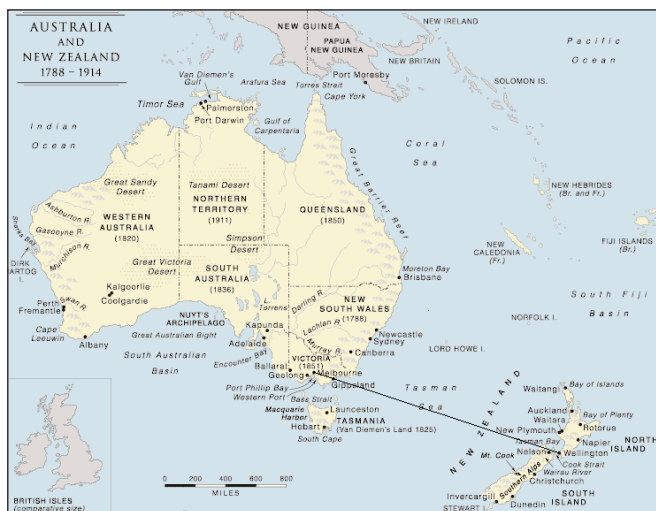 AUSTRALIA
AND
NEW ZEALAND
1788 – 1914
NEW GUINEA
PAPUA
NEW GUINEA
NEW IRELAND
NEW BRITAIN
Pacific
Ocean
SOLOMON IS.
Port Moresby
Torres Strait
Cape York
Van Diemen's
Gulf
Arafura Sea
Timor Sea
Palmerston
Port Darwin
Gulf of
Carpentaria
Indian
Ocean
Coral
Sea
Great Barrier Reef
Great Sandy
Desert
Tanami Desert
NORTHERN
TERRITORY
(1911)
QUEENSLAND
(1850)
NEW HEBRIDES
(Br. and Fr.)
NEW
CALEDONIA
(Fr.)
FIJI ISLANDS
(Br.)
Ashburton R.
Gascoyne R.
Murchison R.
Sharks Bay
DIRK
HARTOG
I.
WESTERN
AUSTRALIA
(1820)
Simpson
Desert
Great Victoria
Desert
SOUTH
AUSTRALIA
(1836)
Moreton Bay
Brisbane
South Fiji
Basin
Kalgoorlie
Coolgardie
Perth
Fremantle
Swan R.
Cape
Leeuwin
Albany
NUYT'S
ARCHIPELAGO
Great Australian Bight
South Australian
Basin
L.
Torrens
Darling R.
NEW
SOUTH WALES
(1788)
Lachlan R.
Murray R.
Newcastle
Sydney
Canberra
NORFOLK I.
LORD HOWE I.
Kapunda
Adelaide
Encounter Bay
VICTORIA
(1851)
Ballarat
Melbourne
Geelong
Gippsland
Port Phillip Bay
Western Port
Bass Strait
Macquarie
Harbor
Launceston
Hobart
TASMANIA
(Van Diemen's Land 1825)
South Cape
Tasman
Sea
NEW ZEALAND
Waitangi
Bay of Islands
Auckland
Waitara
Bay of Planty
New Plymouth
Rotorus
Tasman Bay
Napier
NORTH
ISLAND
Nelson
Wellington
Mt. Cook
Cook Strait
Wairau River
Christchurch
Southern Alps
SOUTH
ISLAND
Invercargill
Dunedin
STEWART I.
BRITISH ISLES
(comparative size)
0 200 400 600 800
MILES